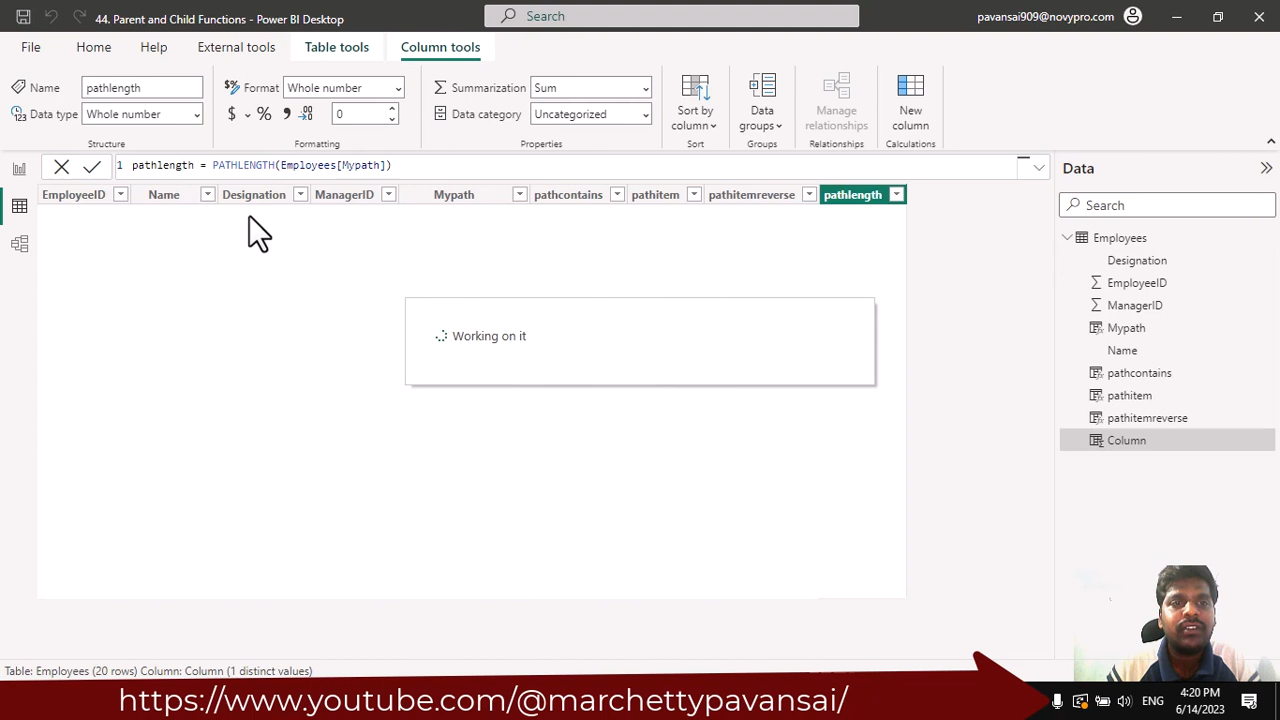 44. Parent and Child Functions - Power BI Desktop
Search
pavansai909@novypro.com
File
Home
Help
External tools
Table tools
Column tools
Name
pathlength
Data type
Whole number
Structure
Format
Whole number
$
%
0
Formatting
Summarization
Sum
Data category
Uncategorized
Properties
Sort by
column
Sort
Data
groups
Groups
Manage
relationships
Relationships
New
column
Calculations
1 pathlength = PATHLENGTH(Employees[Mypath])
EmployeeID Name Designation ManagerID Mypath pathcontains pathitem pathitemreverse pathlength
Working on it
Data
Search
Employees
Designation
EmployeeID
ManagerID
Mypath
Name
pathcontains
pathitem
pathitemreverse
Column
Table: Employees (20 rows) Column: Column (1 distinct values)
https://www.youtube.com/@marchettypavansai/
ENG
4:20 PM
6/14/2023